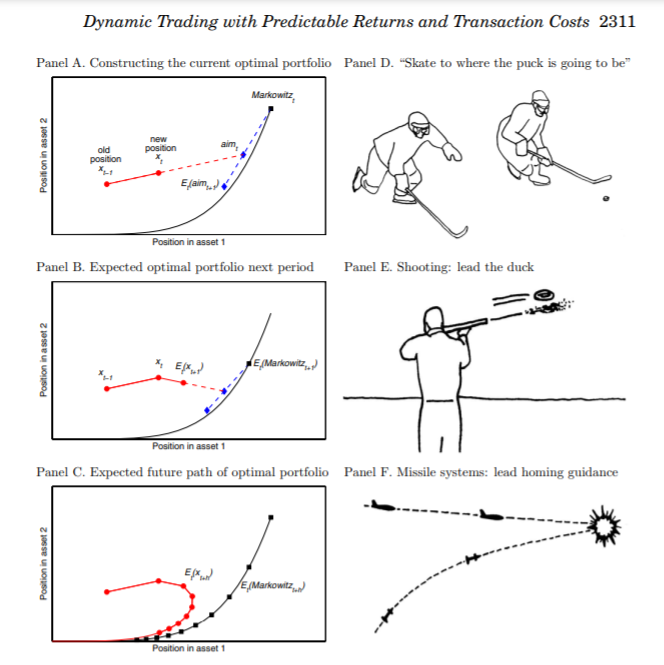 Dynamic Trading with Predictable Returns and Transaction Costs 2311
Panel A. Constructing the current optimal portfolio
Position in asset 2
old
position
x_{t-1}
new
position
x_t
aim_t
E_t(aim_{t+1})
Markowitz_t
Position in asset 1
Panel D. “Skate to where the puck is going to be”
Panel B. Expected optimal portfolio next period
Position in asset 2
x_{t-1}
x_t
E_t(x_{t+1})
E_t(Markowitz_{t+1})
Position in asset 1
Panel E. Shooting: lead the duck
Panel C. Expected future path of optimal portfolio
Position in asset 2
E_t(x_{t+h})
E_t(Markowitz_{t+h})
Position in asset 1
Panel F. Missile systems: lead homing guidance